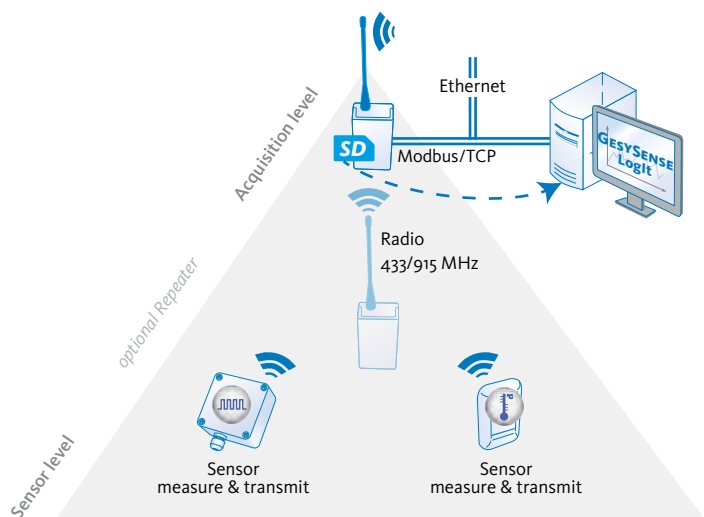 Ethernet
Acquisition level
SD
Modbus/TCP
GESYSENSE
LogIt
Radio
433/915 MHz
optional Repeater
°C
Sensor
measure & transmit
Sensor
measure & transmit
Sensor level